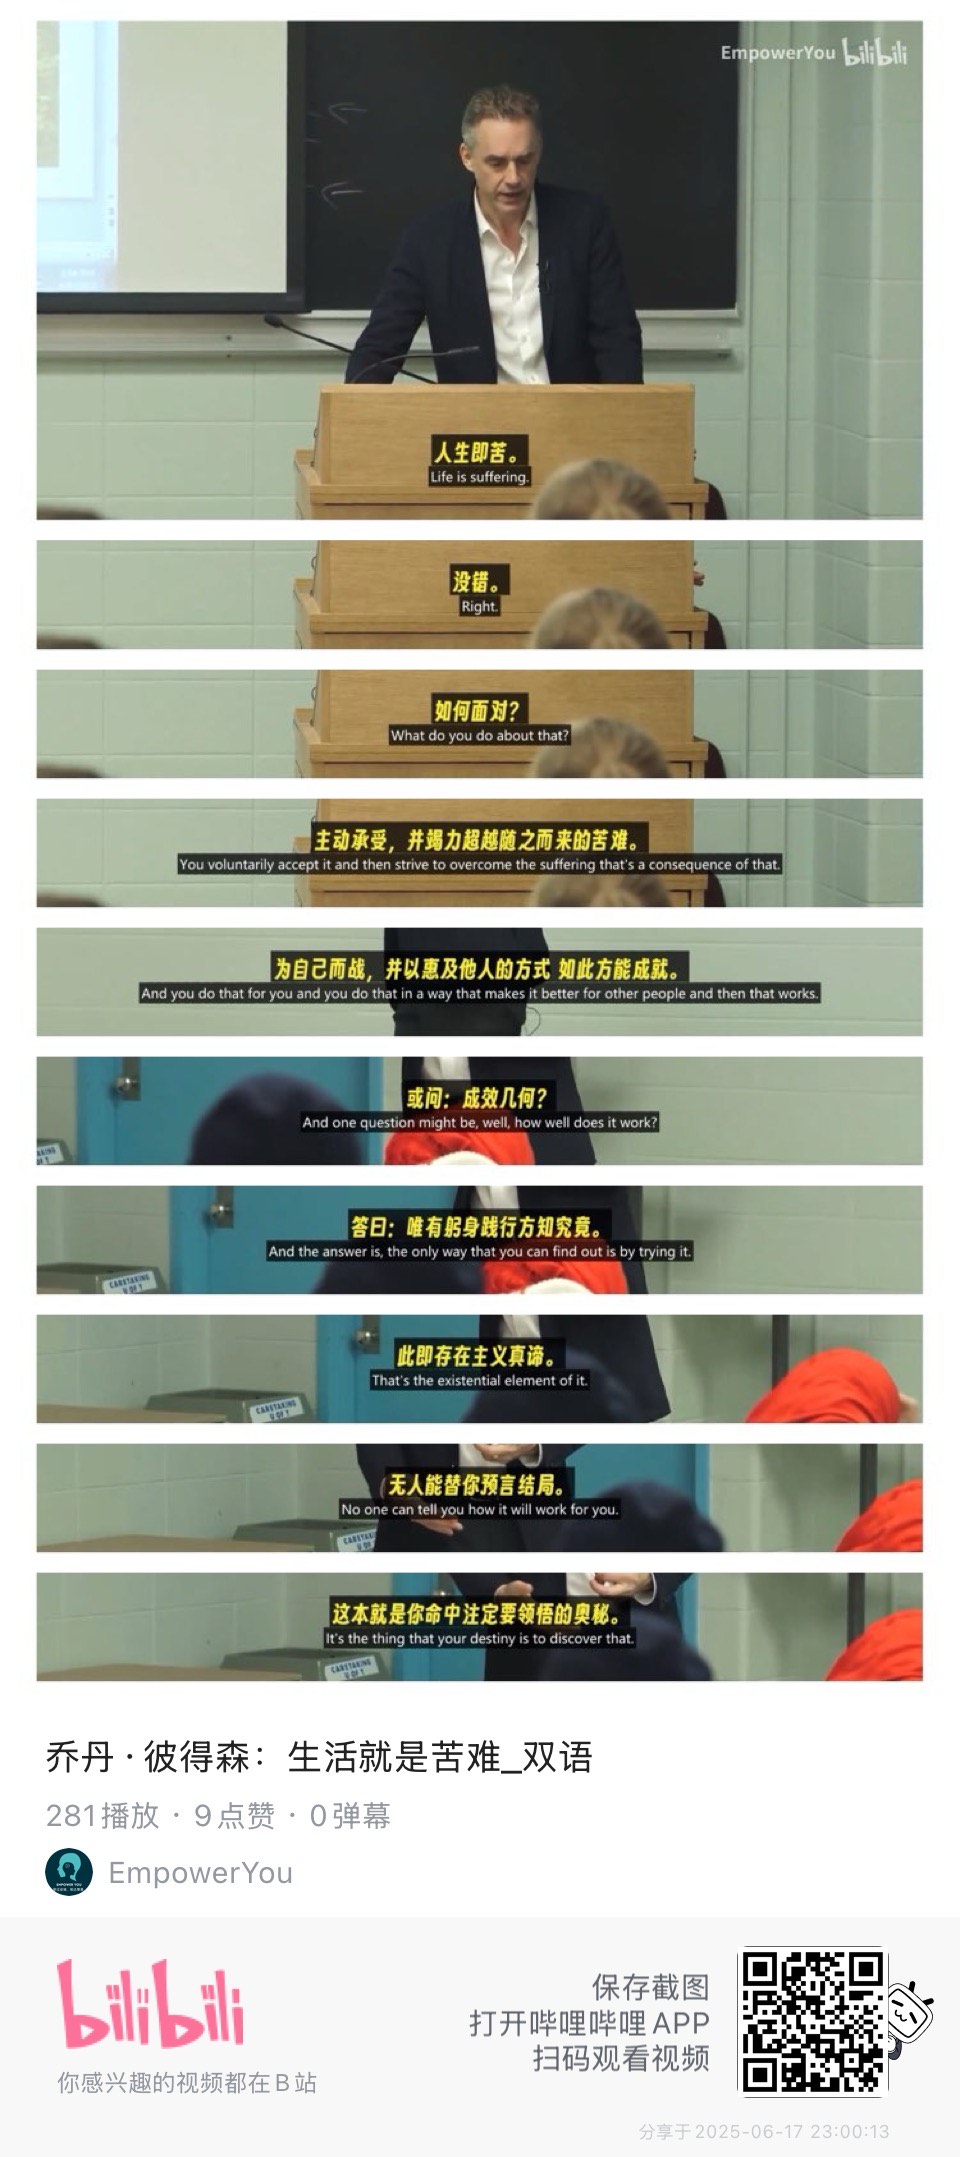 EmpowerYou bilibili
人生即苦。
Life is suffering.
没错。
Right.
如何面对？
What do you do about that?
主动承受，并竭力超越随之而来的苦难。
You voluntarily accept it and then strive to overcome the suffering that's a consequence of that.
为自己而战，并以惠及他人的方式 如此方能成就。
And you do that for you and you do that in a way that makes it better for other people and then that works.
或问：成效几何？
And one question might be, well, how well does it work?
答曰：唯有躬身践行方知究竟。
And the answer is, the only way that you can find out is by trying it.
CARETAKING
U OF T
此即存在主义真谛。
That's the existential element of it.
CARETAKING
U OF T
无人能替你预言结局。
No one can tell you how it will work for you.
这本就是你命中注定要领悟的奥秘。
It's the thing that your destiny is to discover that.
CARETAKING
U OF T
乔丹·彼得森：生活就是苦难_双语
281播放 · 9点赞 · 0弹幕
EmpowerYou
bilibili
你感兴趣的视频都在B站
保存截图
打开哔哩哔哩APP
扫码观看视频
分享于2025-06-17 23:00:13